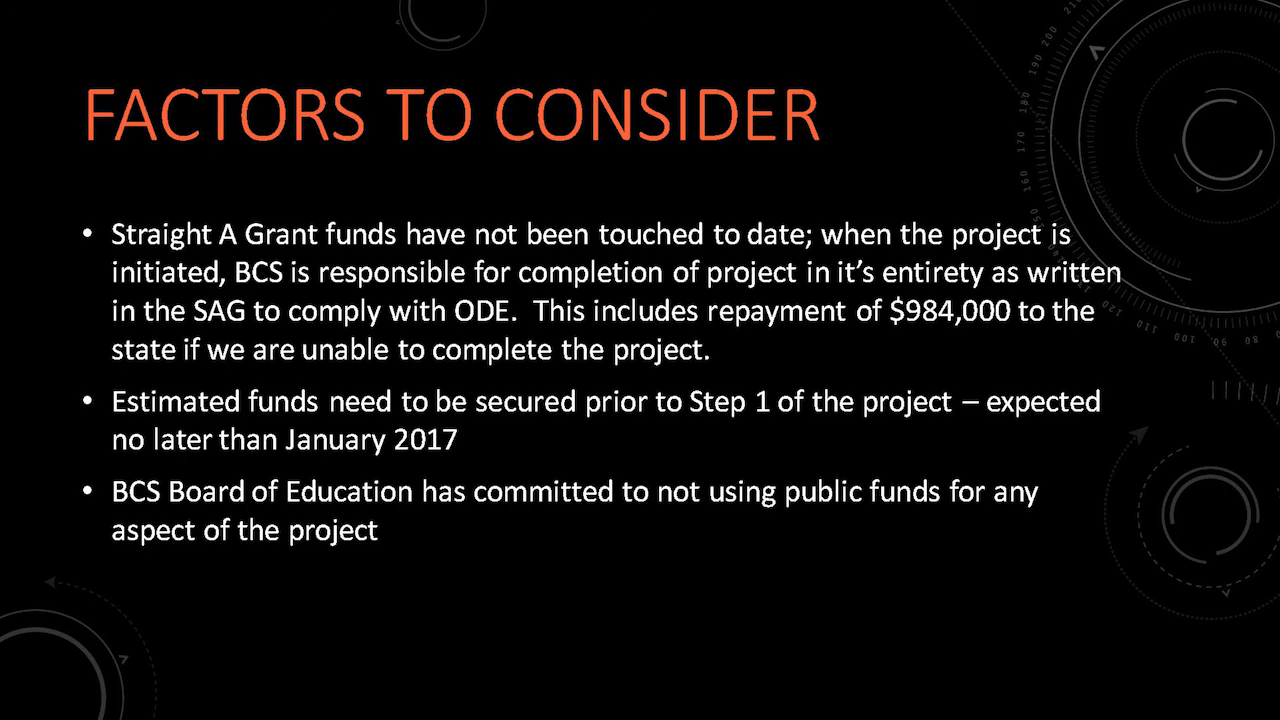 FACTORS TO CONSIDER
• Straight A Grant funds have not been touched to date; when the project is
initiated, BCS is responsible for completion of project in it's entirety as written
in the SAG to comply with ODE.  This includes repayment of $984,000 to the
state if we are unable to complete the project.
• Estimated funds need to be secured prior to Step 1 of the project – expected
no later than January 2017
• BCS Board of Education has committed to not using public funds for any
aspect of the project